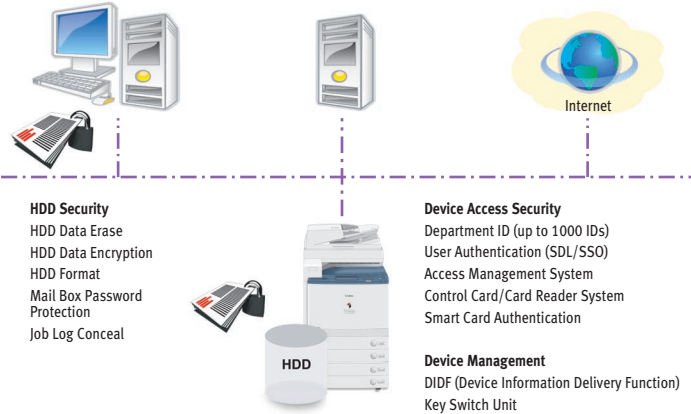 Internet
HDD Security
HDD Data Erase
HDD Data Encryption
HDD Format
Mail Box Password
Protection
Job Log Conceal
HDD
Device Access Security
Department ID (up to 1000 IDs)
User Authentication (SDL/SSO)
Access Management System
Control Card/Card Reader System
Smart Card Authentication
Device Management
DIDF (Device Information Delivery Function)
Key Switch Unit